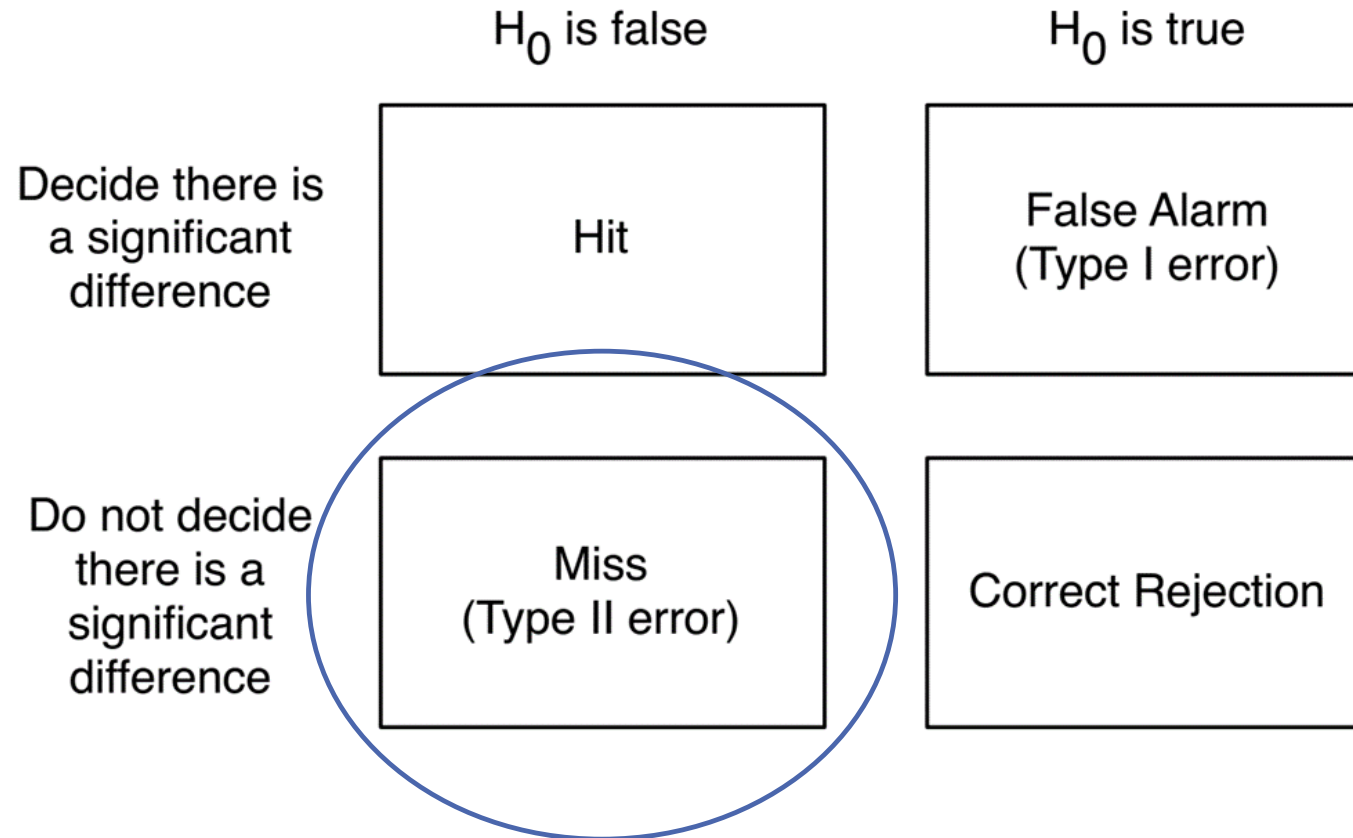 H0 is false
H0 is true
Decide there is
a significant
difference
Hit
False Alarm
(Type I error)
Do not decide
there is a
significant
difference
Miss
(Type II error)
Correct Rejection